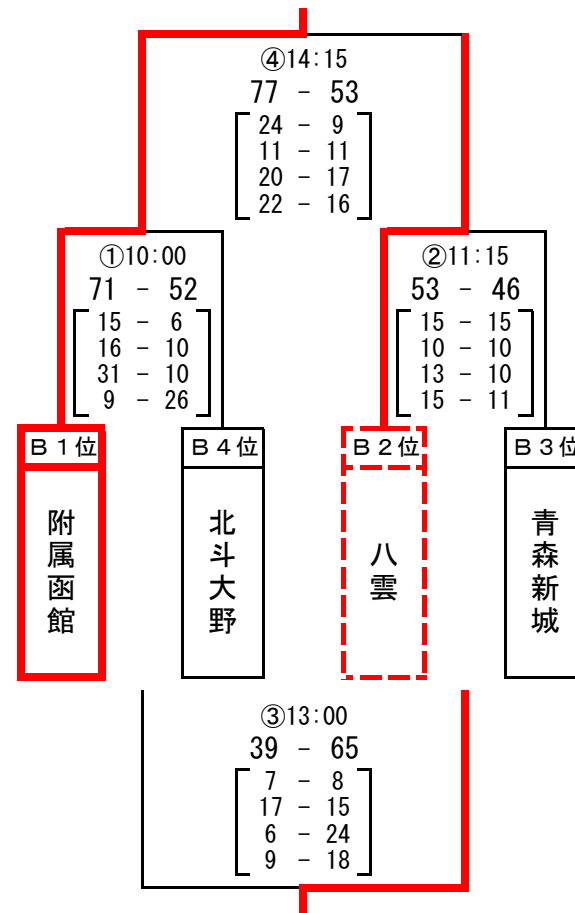 ④14:15
77 - 53
24 - 9
11 - 11
20 - 17
22 - 16
①10:00
71 - 52
15 - 6
16 - 10
31 - 10
9 - 26
②11:15
53 - 46
15 - 15
10 - 10
13 - 10
15 - 11
B1位
B4位
B2位
B3位
附属函館
北斗大野
八雲
青森新城
③13:00
39 - 65
7 - 8
17 - 15
6 - 24
9 - 18